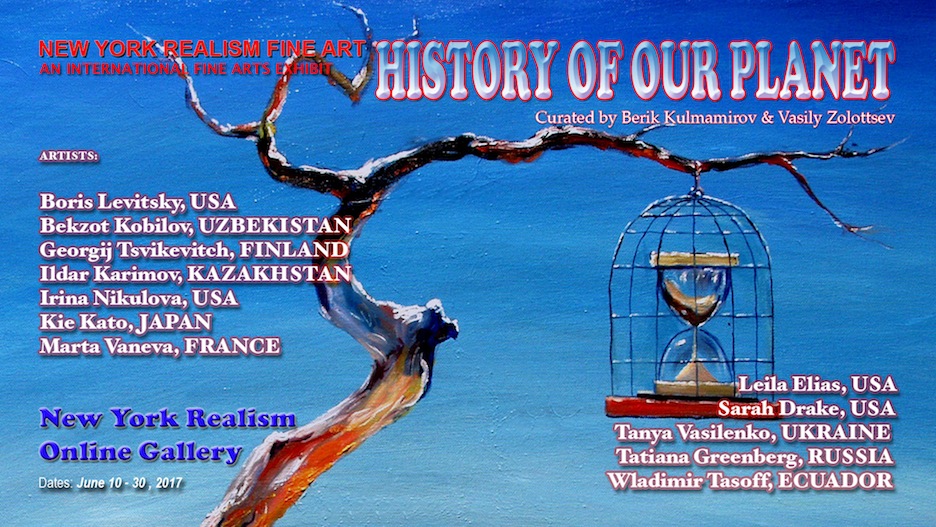 NEW YORK REALISM FINE ART
AN INTERNATIONAL FINE ARTS EXHIBIT
HISTORY OF OUR PLANET
Curated by Berik Kulmamirov & Vasily Zolottsev
ARTISTS:
Boris Levitsky, USA
Bekzot Kobilov, UZBEKISTAN
Georgij Tsvikevitch, FINLAND
Ildar Karimov, KAZAKHSTAN
Irina Nikulova, USA
Kie Kato, JAPAN
Marta Vaneva, FRANCE
New York Realism
Online Gallery
Dates: June 10 - 30 , 2017
Leila Elias, USA
Sarah Drake, USA
Tanya Vasilenko, UKRAINE
Tatiana Greenberg, RUSSIA
Wladimir Tasoff, ECUADOR